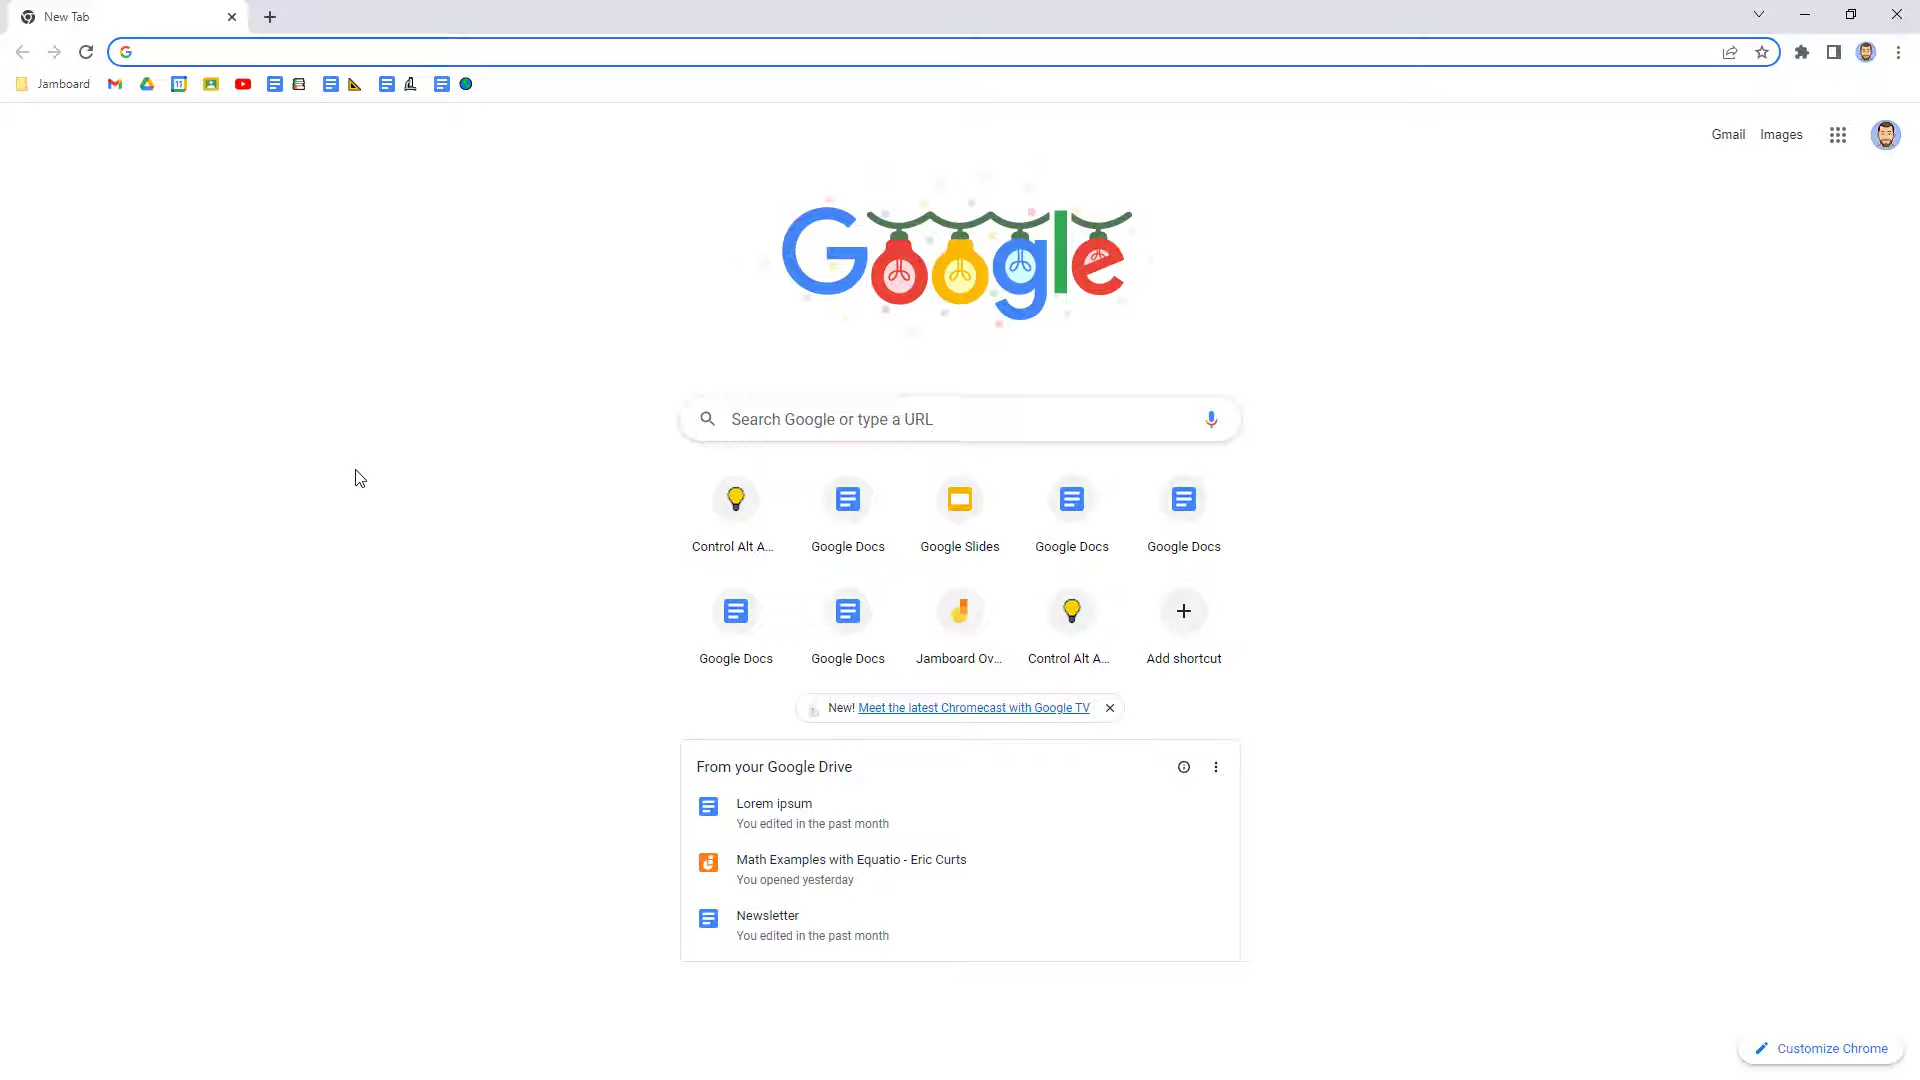 New Tab
Jamboard
Gmail Images
Google
Search Google or type a URL
Control Alt A... Google Docs Google Slides Google Docs Google Docs
Google Docs Google Docs Jamboard Ov... Control Alt A... Add shortcut
New! Meet the latest Chromecast with Google TV
From your Google Drive
Lorem ipsum
You edited in the past month
Math Examples with Equatio - Eric Curts
You opened yesterday
Newsletter
You edited in the past month
Customize Chrome